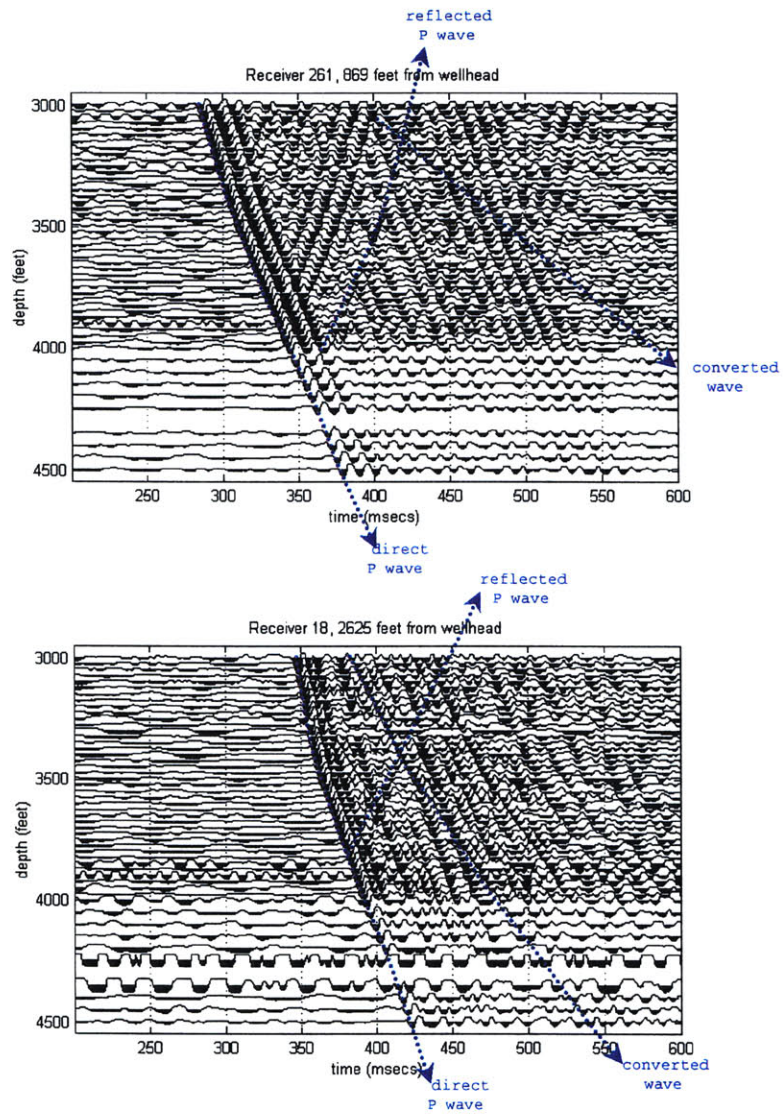 reflected
P wave
Receiver 261, 869 feet from wellhead
3000
3500
4000
4500
depth (feet)
converted
wave
250 300 350 400 450 500 550 600
time (msecs)
direct
P wave
reflected
P wave
Receiver 18, 2625 feet from wellhead
3000
3500
4000
4500
depth (feet)
250 300 350 400 450 500 550 600
time (msecs)
converted
wave
direct
P wave